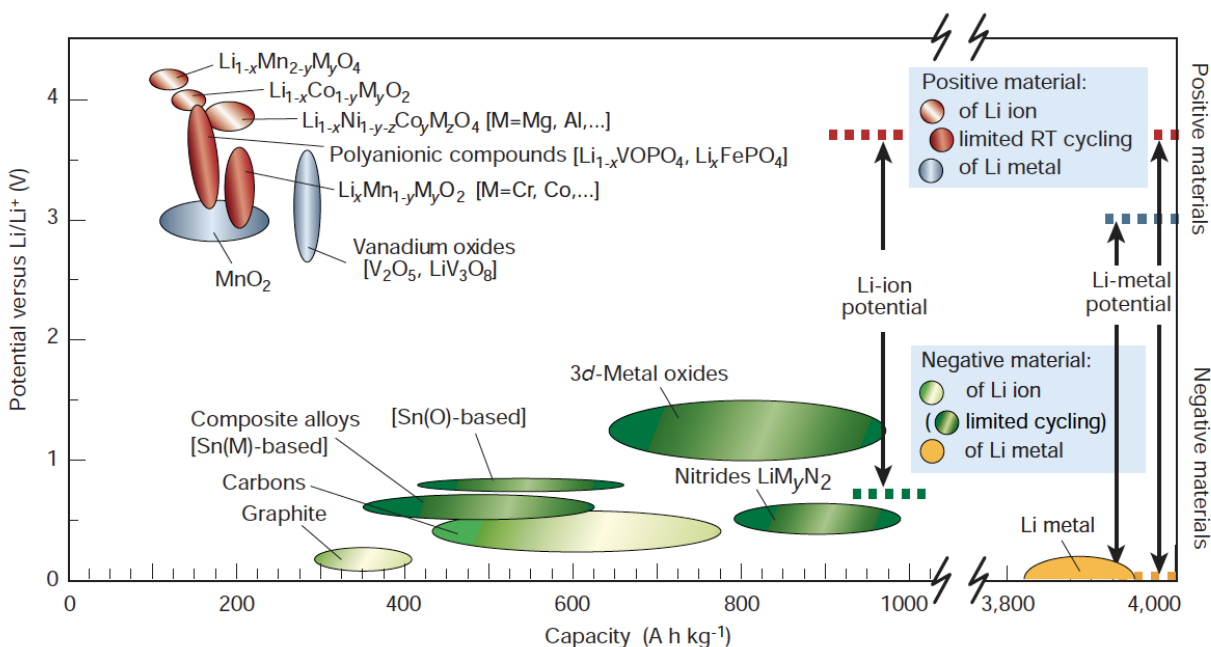 Li₁₋ₓMn₂₋yMyO₄
Li₁₋ₓCo₁₋yMyO₂
Li₁₋ₓNi₁₋y₋zCoyMzO₄ [M=Mg, Al,...]
Polyanionic compounds [Li₁₋ₓVOPO₄, LiₓFePO₄]
LiₓMn₁₋yMyO₂ [M=Cr, Co,...]
Vanadium oxides
[V₂O₅, LiV₃O₈]
MnO₂
Positive material:
of Li ion
limited RT cycling
of Li metal
Positive materials
Li-ion
potential
Li-metal
potential
Negative material:
of Li ion
( limited cycling)
of Li metal
Negative materials
3d-Metal oxides
Composite alloys
[Sn(M)-based]
[Sn(O)-based]
Carbons
Graphite
Nitrides LiMyN₂
Li metal
Potential versus Li/Li⁺ (V)
4
3
2
1
0
0 200 400 600 800 1000 3,800 4,000
Capacity (A h kg⁻¹)